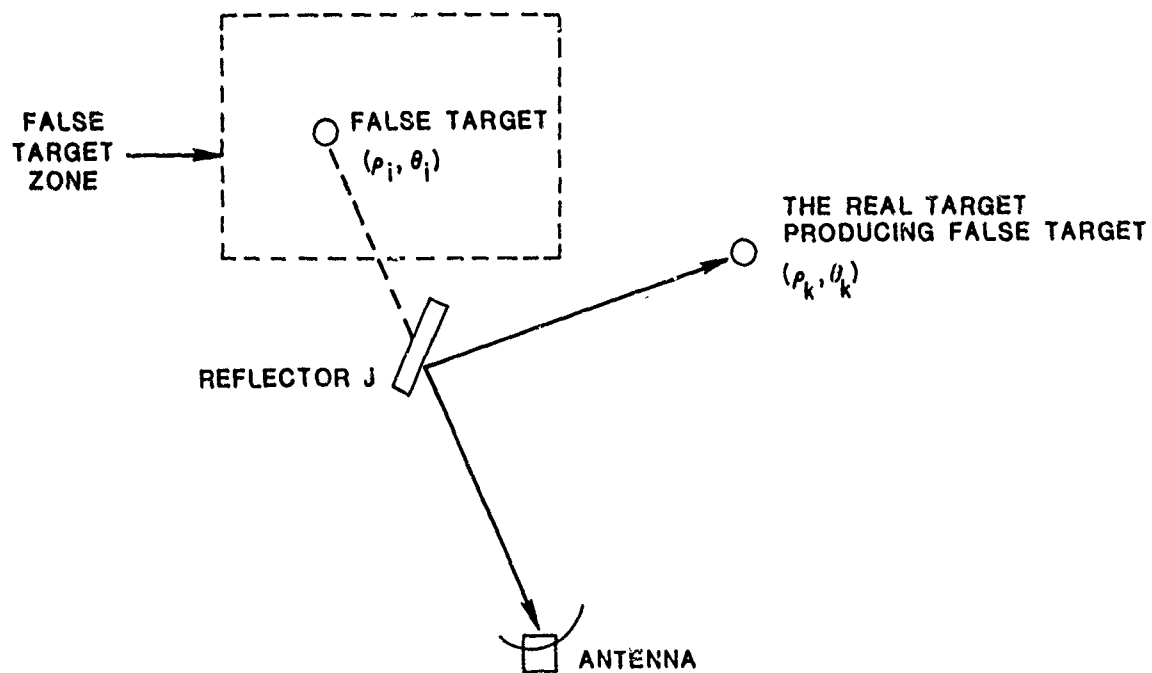 FALSE
TARGET
ZONE
FALSE TARGET
(ρi, θi)
THE REAL TARGET
PRODUCING FALSE TARGET
(ρk, θk)
REFLECTOR J
ANTENNA